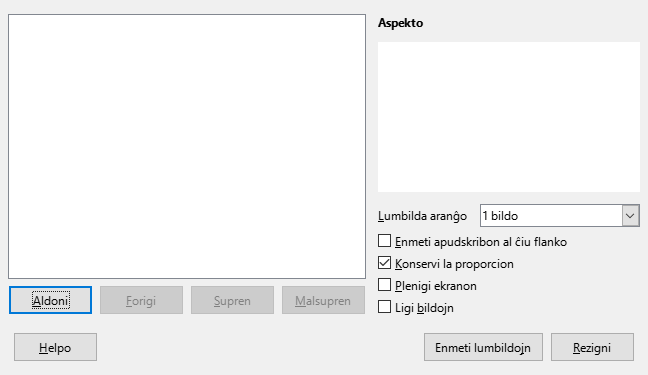 Aspekto
Lumbilda aranĝo 1 bildo
Enmeti apudskribon al ĉiu flanko
Konservi la proporcion
Plenigi ekranon
Ligi bildojn
Aldoni Forigi Supren Malsupren
Helpo Enmeti lumbildojn Rezigni